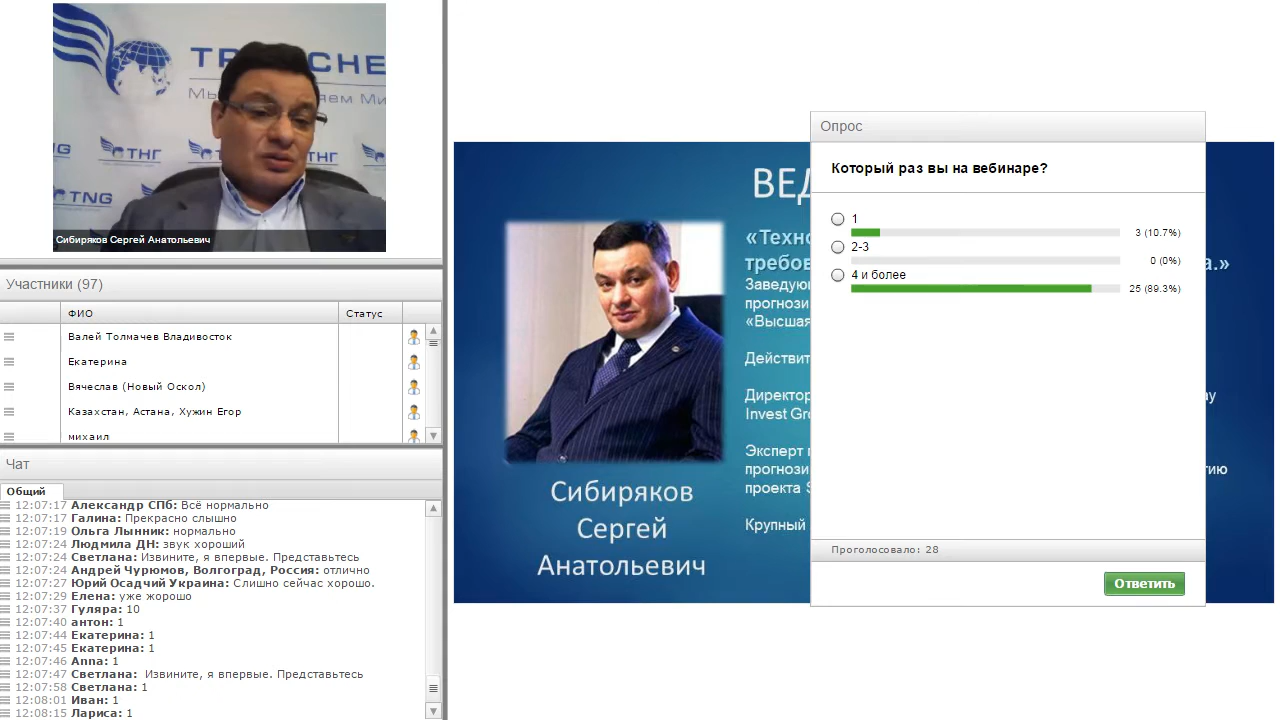 Мы
яем Ми
NG
ТНГ
ТНГ
TNG
Сибиряков Сергей Анатольевич
Участники (97)
ФИО
Статус
Валей Толмачев Владивосток
Екатерина
Вячеслав (Новый Оскол)
Казахстан, Астана, Хужин Егор
михаил
Чат
Общий
12:07:17 Александр СПб: Всё нормально
12:07:17 Галина: Прекрасно слышно
12:07:19 Ольга Лынник: нормально
12:07:24 Людмила ДН: звук хороший
12:07:24 Светлана: Извините, я впервые. Представьтесь
12:07:24 Андрей Чурюмов, Волгоград, Россия: отлично
12:07:27 Юрий Осадчий Украина: Слишно сейчас хорошо.
12:07:29 Елена: уже жорошо
12:07:37 Гуляра: 10
12:07:40 антон: 1
12:07:44 Екатерина: 1
12:07:45 Екатерина: 1
12:07:46 Anna: 1
12:07:47 Светлана: Извините, я впервые. Представьтесь
12:07:58 Светлана: 1
12:08:01 Иван: 1
12:08:15 Лариса: 1
ВЕД
«Техно
требов а.»
Заведующ
прогнози
«Высшая
Действит
Директор ay
Invest Gro
Эксперт п
прогнози гию
проекта S
Крупный
Сибиряков
Сергей
Анатольевич
Опрос
Который раз вы на вебинаре?
1
3 (10.7%)
2-3
0 (0%)
4 и более
25 (89.3%)
Проголосовало: 28
Ответить